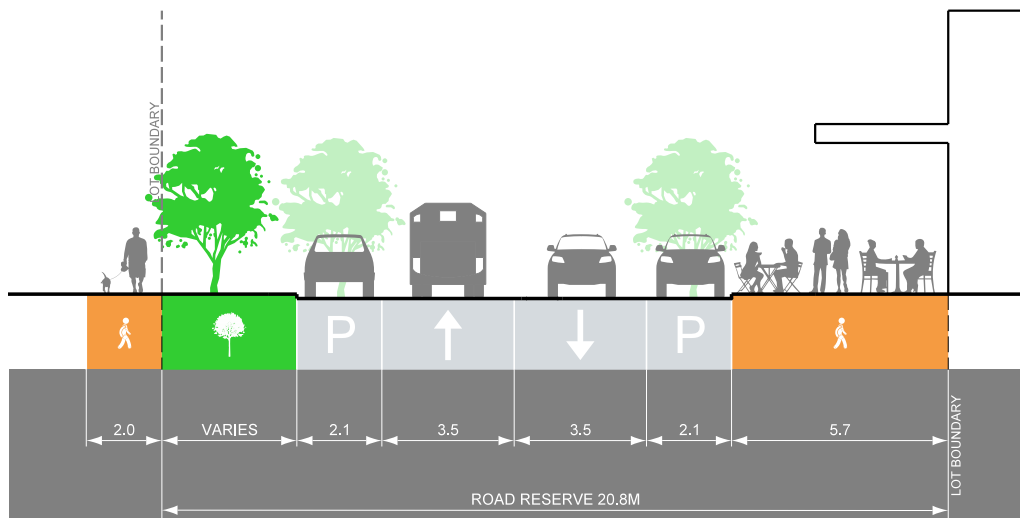 LOT BOUNDARY
P
P
2.0
VARIES
2.1
3.5
3.5
2.1
5.7
LOT BOUNDARY
ROAD RESERVE 20.8M